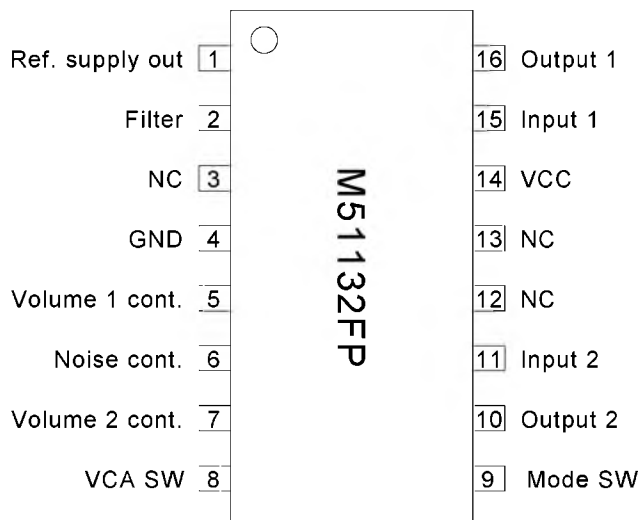 Ref. supply out 1 16 Output 1
Filter 2 15 Input 1
NC 3 14 VCC
GND 4 13 NC
Volume 1 cont. 5 12 NC
Noise cont. 6 11 Input 2
Volume 2 cont. 7 10 Output 2
VCA SW 8 9 Mode SW
M51132FP